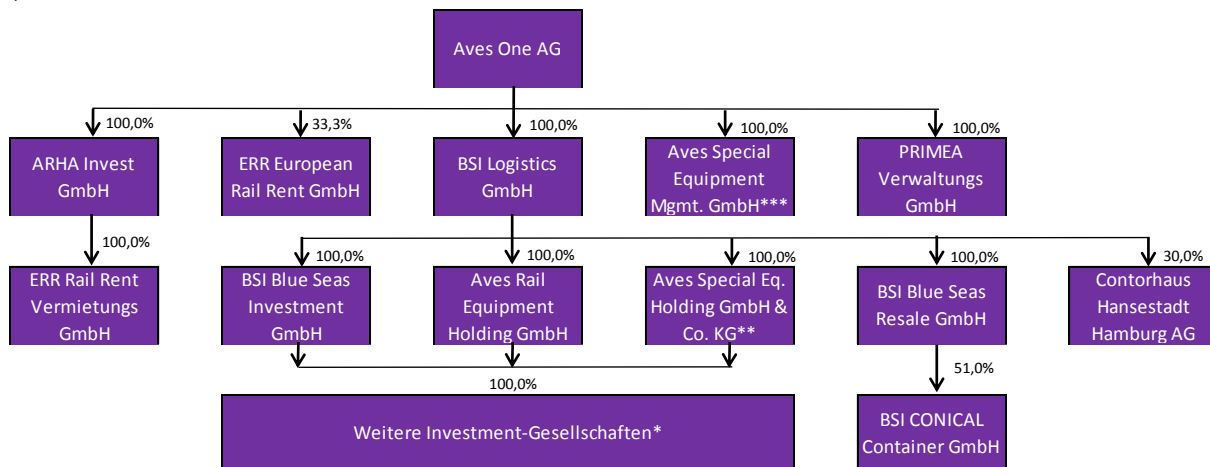 Aves One AG
100,0%
33,3%
100,0%
100,0%
100,0%
ARHA Invest
GmbH
ERR European
Rail Rent GmbH
BSI Logistics
GmbH
Aves Special
Equipment
Mgmt. GmbH***
PRIMEA
Verwaltungs
GmbH
100,0%
100,0%
100,0%
100,0%
100,0%
30,0%
ERR Rail Rent
Vermietungs
GmbH
BSI Blue Seas
Investment
GmbH
Aves Rail
Equipment
Holding GmbH
Aves Special Eq.
Holding GmbH &
Co. KG**
BSI Blue Seas
Resale GmbH
Contorhaus
Hansestadt
Hamburg AG
100,0%
51,0%
Weitere Investment-Gesellschaften*
BSI CONICAL
Container GmbH